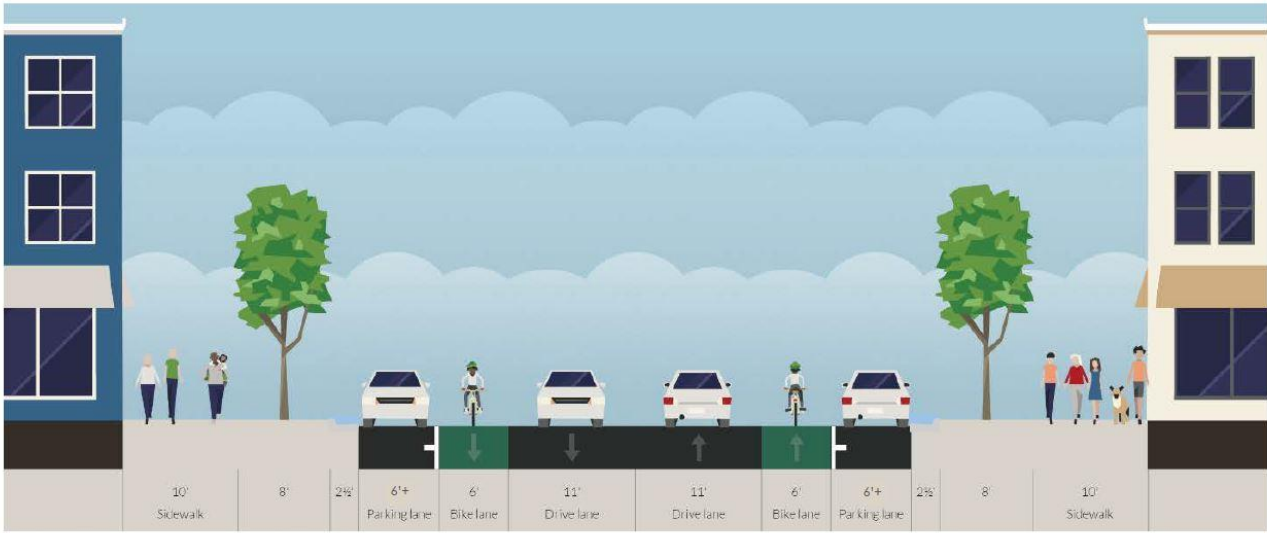 10' 8' 2½' 6'+ 6' 11' 11' 6' 6'+ 2½' 8' 10'
Sidewalk Parking lane Bike lane Drive lane Drive lane Bike lane Parking lane Sidewalk